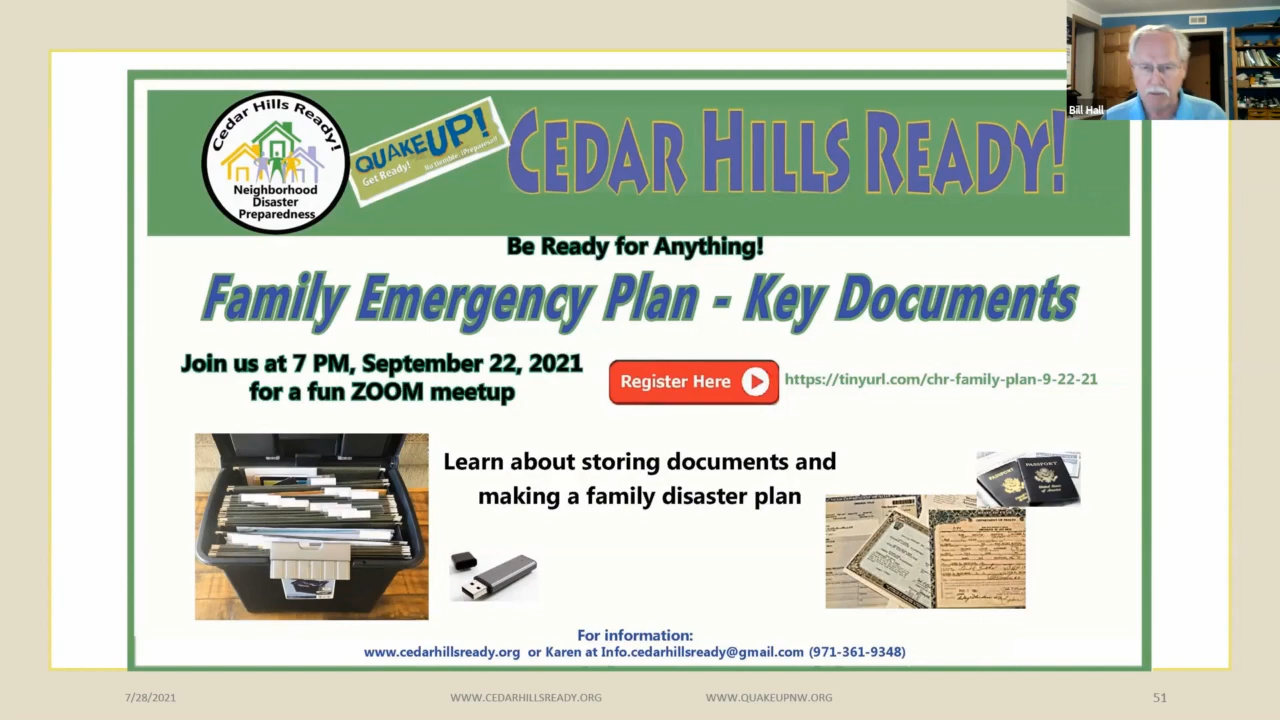 Bill Hall
Cedar Hills Ready!
Neighborhood
Disaster
Preparedness
QUAKEUP!
Get Ready!
CEDAR HILLS READY!
Be Ready for Anything!
Family Emergency Plan - Key Documents
Join us at 7 PM, September 22, 2021
for a fun ZOOM meetup
Register Here
https://tinyurl.com/chr-family-plan-9-22-21
Learn about storing documents and
making a family disaster plan
PASSPORT
PASSPORT
For information:
www.cedarhillsready.org or Karen at Info.cedarhillsready@gmail.com (971-361-9348)
7/28/2021
WWW.CEDARHILLSREADY.ORG
WWW.QUAKEUPNW.ORG
51